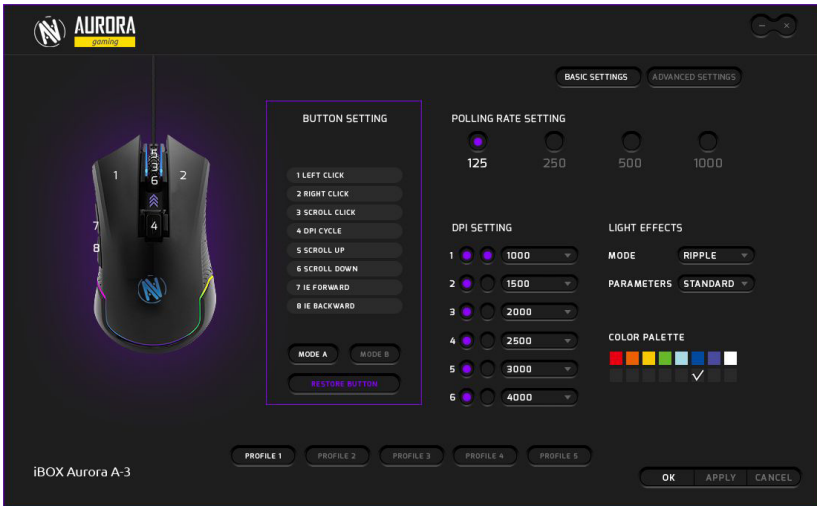 AURORA
gaming
BASIC SETTINGS
ADVANCED SETTINGS
1
2
5
3
6
4
7
8
BUTTON SETTING
1 LEFT CLICK
2 RIGHT CLICK
3 SCROLL CLICK
4 DPI CYCLE
5 SCROLL UP
6 SCROLL DOWN
7 IE FORWARD
8 IE BACKWARD
MODE A
MODE B
RESTORE BUTTON
POLLING RATE SETTING
125 250 500 1000
DPI SETTING
1 1000
2 1500
3 2000
4 2500
5 3000
6 4000
LIGHT EFFECTS
MODE RIPPLE
PARAMETERS STANDARD
COLOR PALETTE
PROFILE 1 PROFILE 2 PROFILE 3 PROFILE 4 PROFILE 5
iBOX Aurora A-3
OK APPLY CANCEL